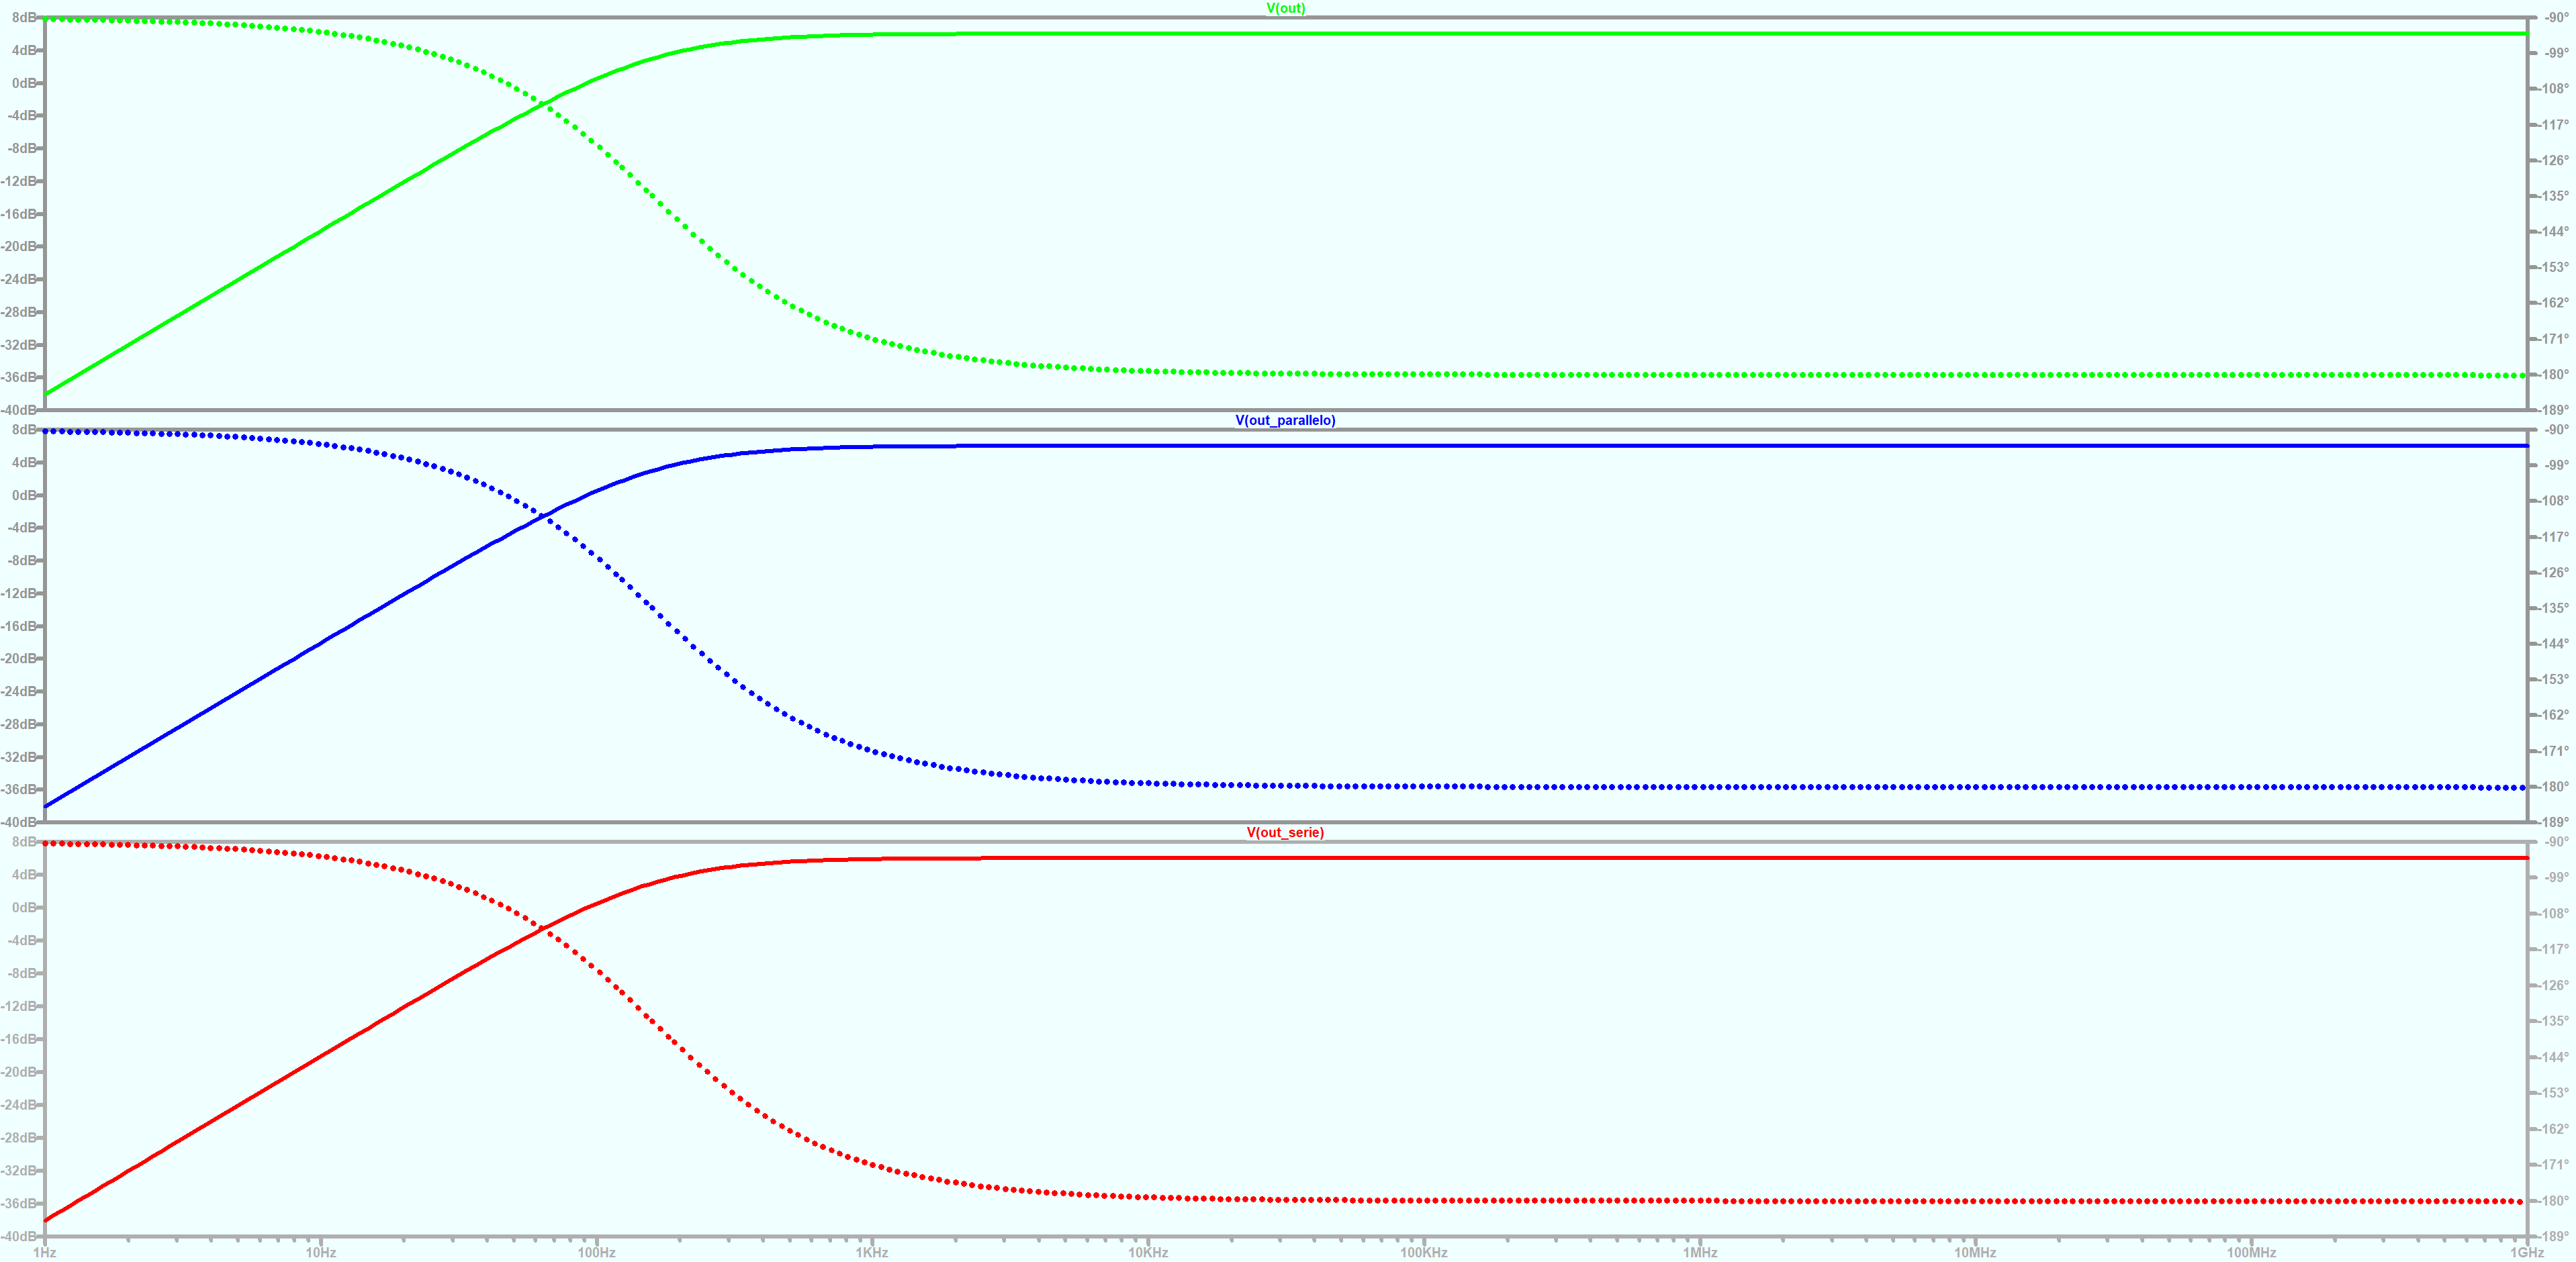 V(out)
8dB -90°
4dB -99°
0dB -108°
-4dB -117°
-8dB -126°
-12dB -135°
-16dB -144°
-20dB -153°
-24dB -162°
-28dB -171°
-32dB -180°
-36dB -189°
-40dB
V(out_parallelo)
8dB -90°
4dB -99°
0dB -108°
-4dB -117°
-8dB -126°
-12dB -135°
-16dB -144°
-20dB -153°
-24dB -162°
-28dB -171°
-32dB -180°
-36dB -189°
-40dB
V(out_serie)
8dB -90°
4dB -99°
0dB -108°
-4dB -117°
-8dB -126°
-12dB -135°
-16dB -144°
-20dB -153°
-24dB -162°
-28dB -171°
-32dB -180°
-36dB -189°
-40dB
1Hz 10Hz 100Hz 1KHz 10KHz 100KHz 1MHz 10MHz 100MHz 1GHz